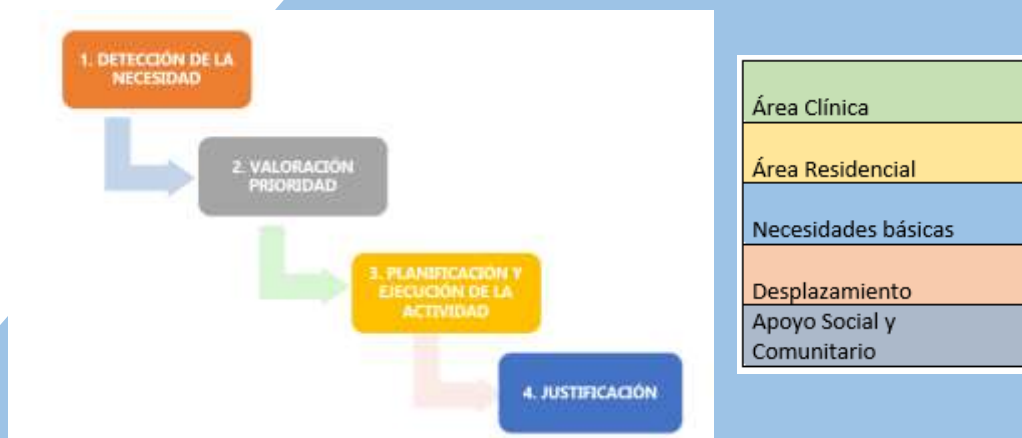 1. DETECCIÓN DE LA
NECESIDAD
2. VALORACIÓN
PRIORIDAD
3. PLANIFICACIÓN Y
EJECUCIÓN DE LA
ACTIVIDAD
4. JUSTIFICACIÓN
Área Clínica
Área Residencial
Necesidades básicas
Desplazamiento
Apoyo Social y
Comunitario